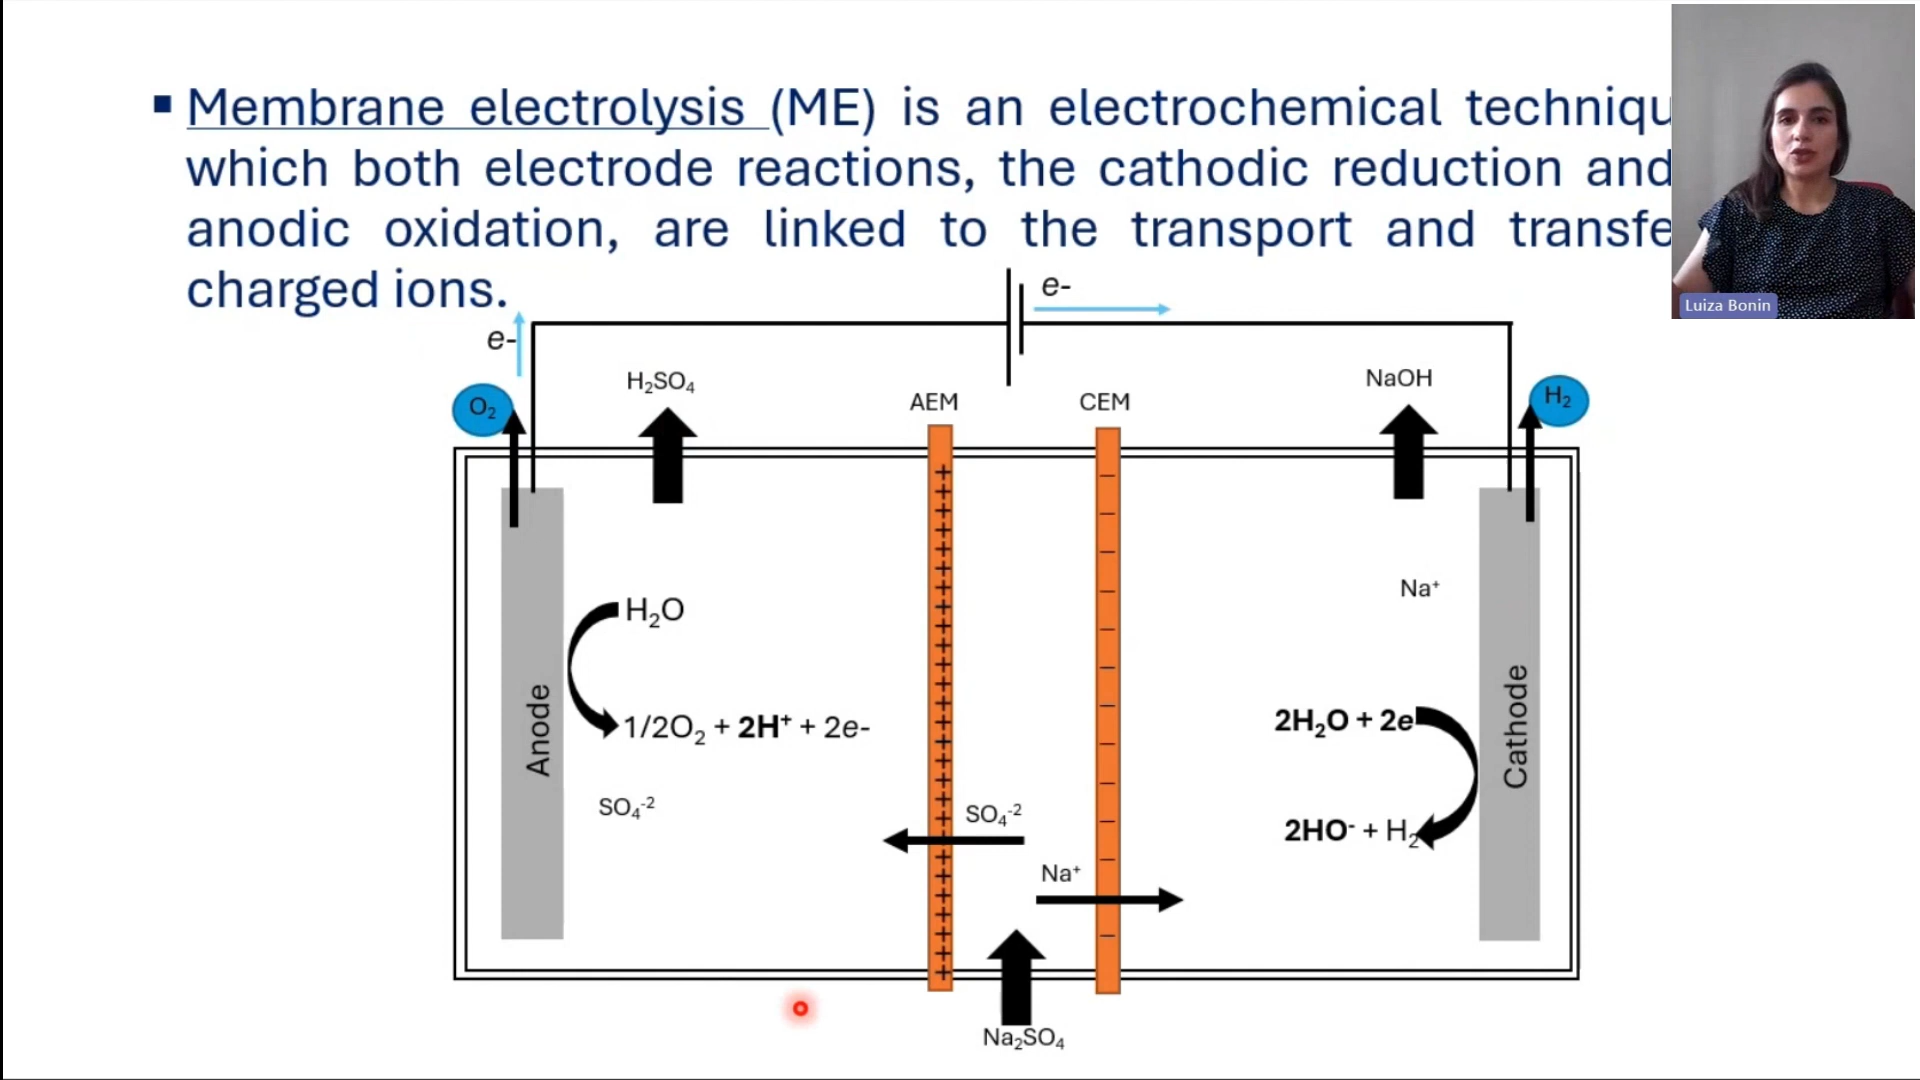 ▪ Membrane electrolysis (ME) is an electrochemical
which both electrode reactions, the cathodic reduction and
anodic oxidation, are linked to the transport and
charged ions.
Luiza Bonin
e-
e-
O₂
H₂SO₄
AEM
CEM
NaOH
H₂
H₂O
Na⁺
Anode
1/2O₂ + 2H⁺ + 2e-
2H₂O + 2e
Cathode
SO₄⁻²
SO₄⁻²
2HO⁻ + H₂
Na⁺
Na₂SO₄